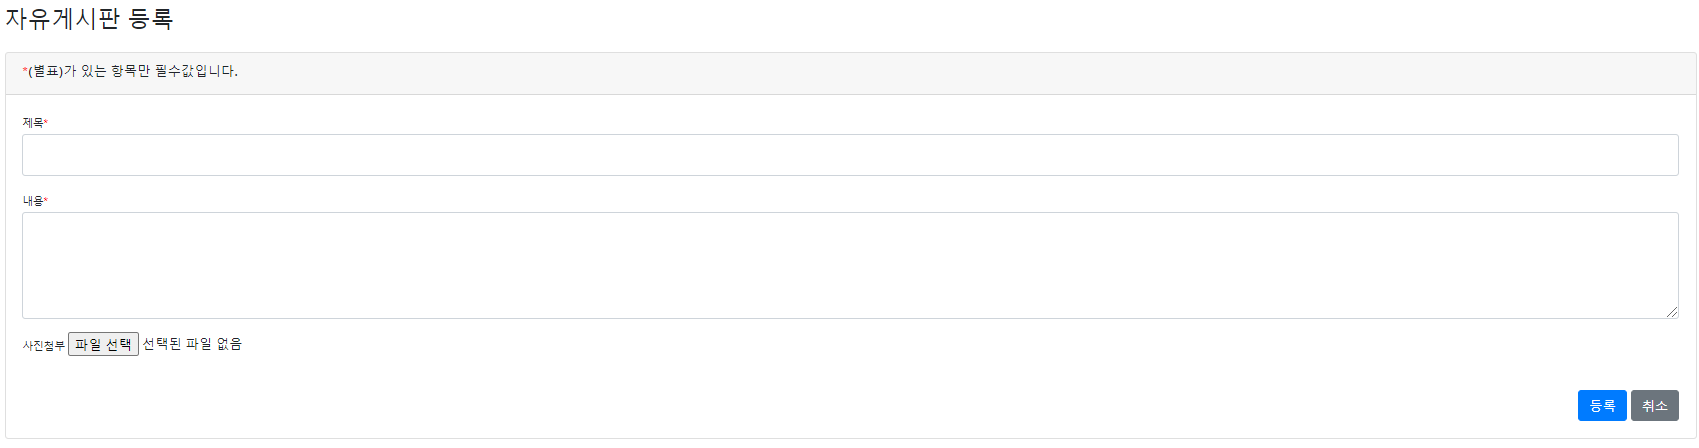 자유게시판 등록
*(별표)가 있는 항목만 필수값입니다.
제목*
내용*
사진첨부 파일 선택 선택된 파일 없음
등록 취소